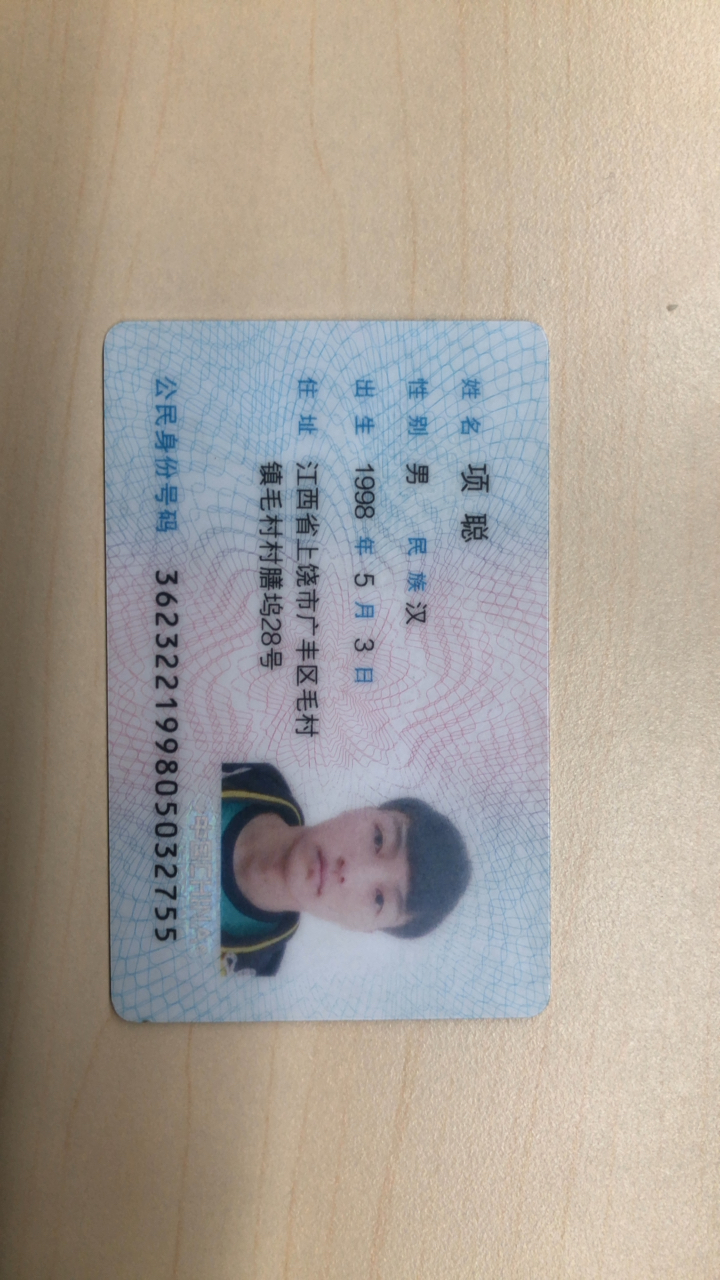 姓名 项聪
性别 男 民族 汉
出生 1998 年 5 月 3 日
住址 江西省上饶市广丰区毛村
镇毛村村膳坞28号
中国CHINA
公民身份号码 362322199805032755